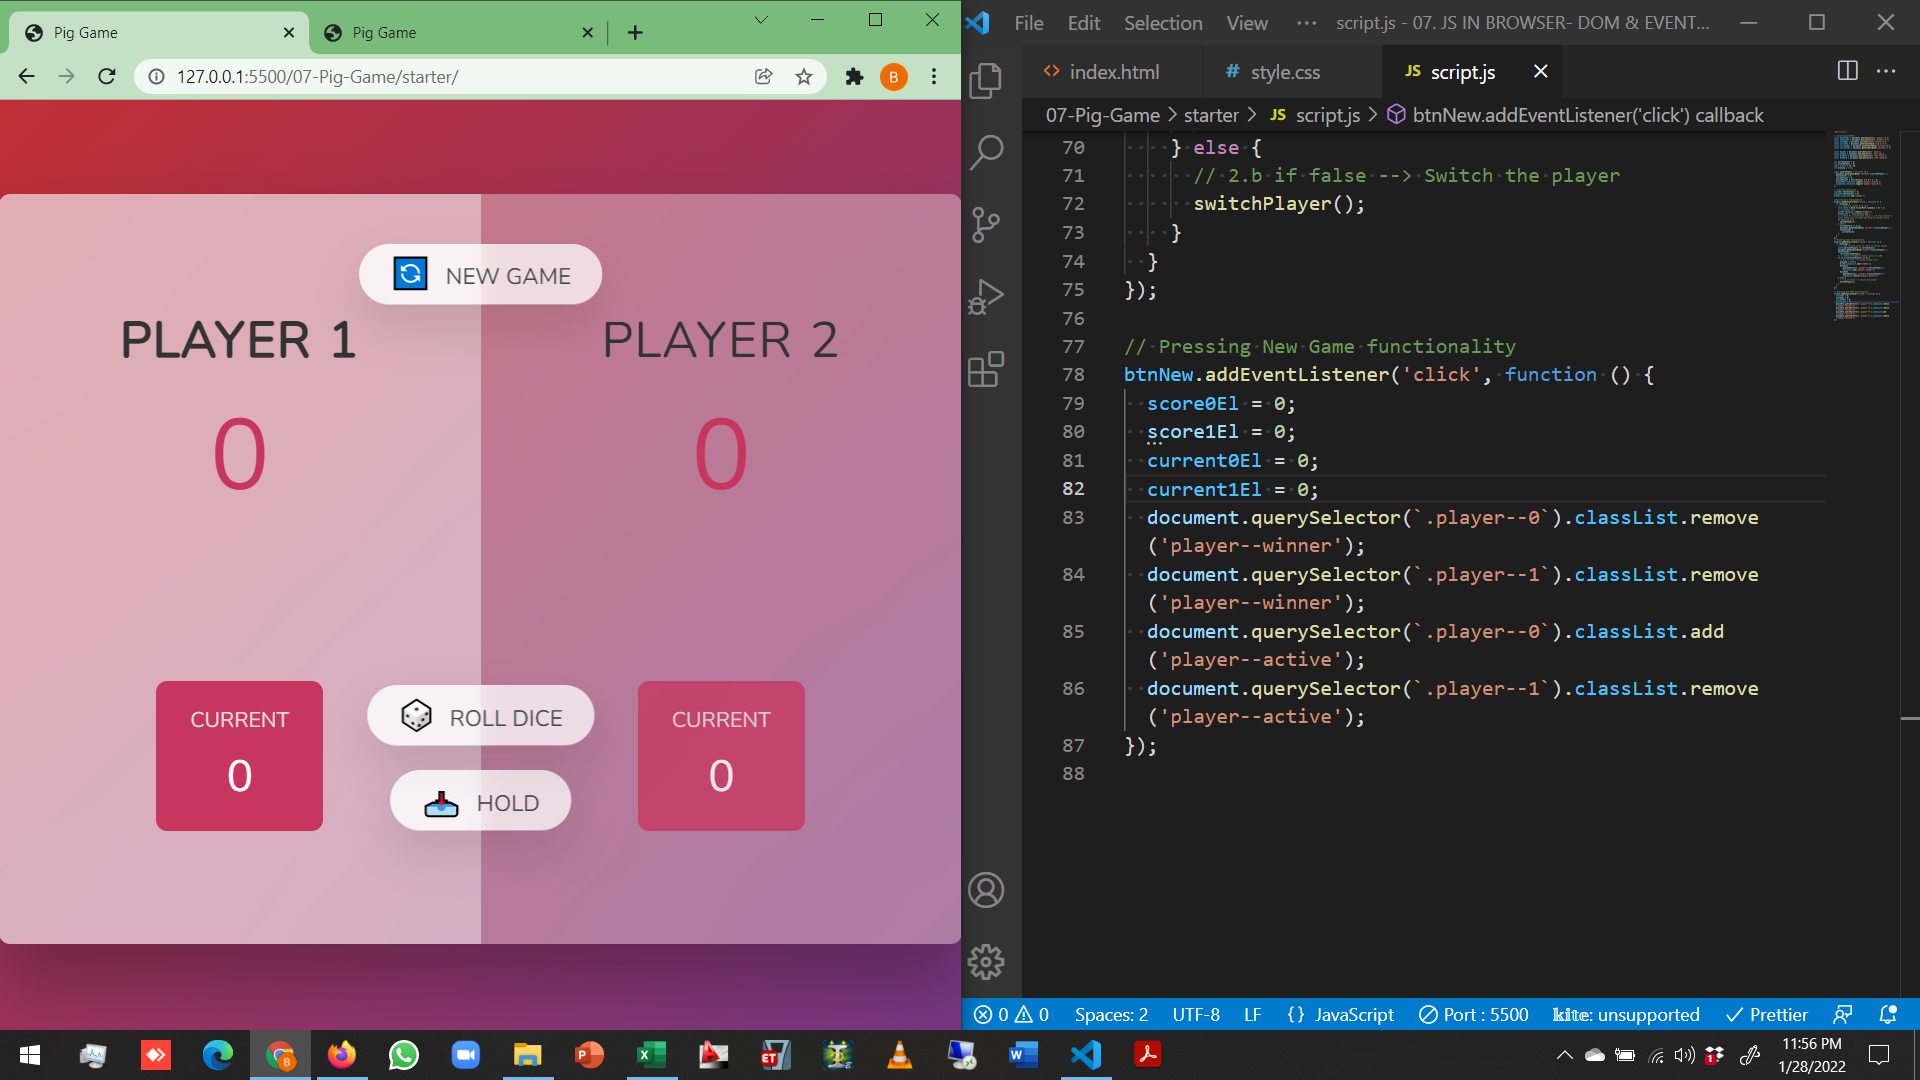 Pig Game
Pig Game
127.0.0.1:5500/07-Pig-Game/starter/
B
NEW GAME
PLAYER 1
PLAYER 2
0
0
CURRENT
0
ROLL DICE
HOLD
CURRENT
0
File Edit Selection View ··· script.js - 07. JS IN BROWSER- DOM & EVENT...
<> index.html
# style.css
JS script.js
07-Pig-Game > starter > JS script.js > btnNew.addEventListener('click') callback
70 } else {
71 // 2.b if false --> Switch the player
72 switchPlayer();
73 }
74 }
75 });
76
77 // Pressing New Game functionality
78 btnNew.addEventListener('click', function () {
79 score0El = 0;
80 score1El = 0;
81 current0El = 0;
82 current1El = 0;
83 document.querySelector(`.player--0`).classList.remove
('player--winner');
84 document.querySelector(`.player--1`).classList.remove
('player--winner');
85 document.querySelector(`.player--0`).classList.add
('player--active');
86 document.querySelector(`.player--1`).classList.remove
('player--active');
87 });
88
0 0 Spaces: 2 UTF-8 LF {} JavaScript Port : 5500 kite: unsupported Prettier
11:56 PM
1/28/2022